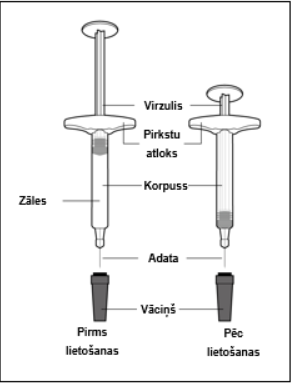 Virzulis
Pirkstu
atloks
Korpuss
Zāles
Adata
Vāciņš
Pirms
lietošanas
Pēc
lietošanas